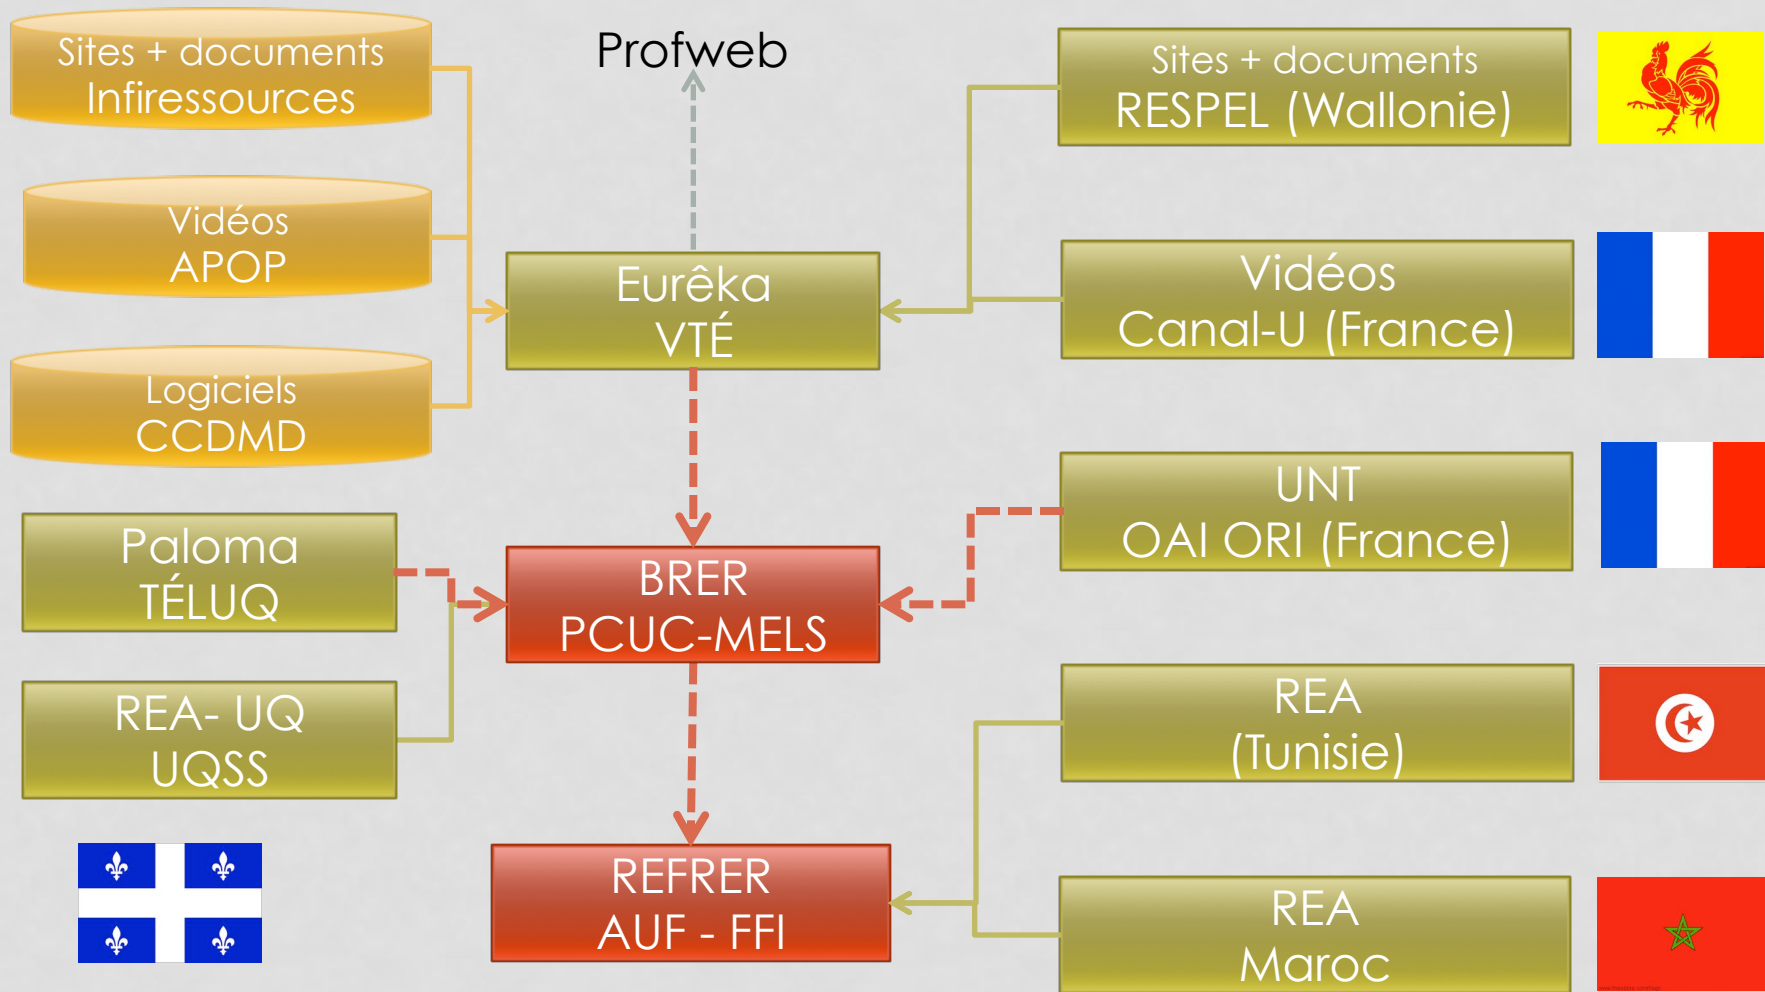 Sites + documents
Infiressources
Vidéos
APOP
Logiciels
CCDMD
Paloma
TÉLUQ
REA- UQ
UQSS
Profweb
Eurêka
VTÉ
BRER
PCUC-MELS
REFRER
AUF - FFI
Sites + documents
RESPEL (Wallonie)
Vidéos
Canal-U (France)
UNT
OAI ORI (France)
REA
(Tunisie)
REA
Maroc